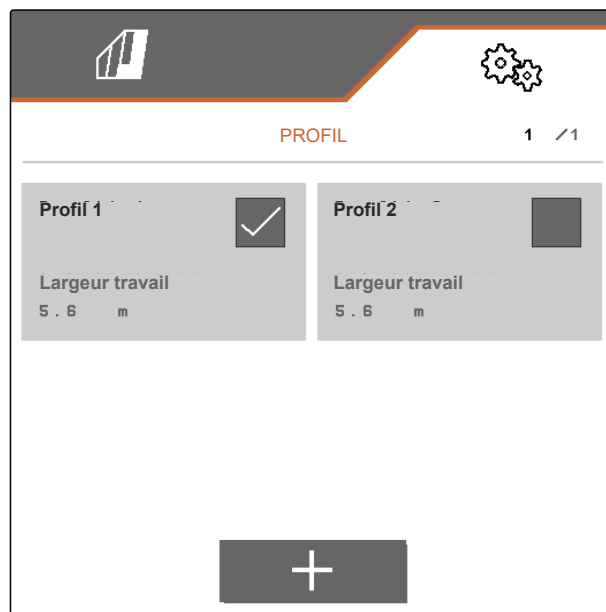 PROFIL 1 /1
Profil 1
Profil 2
Largeur travail
Largeur travail
5.6 m
5.6 m